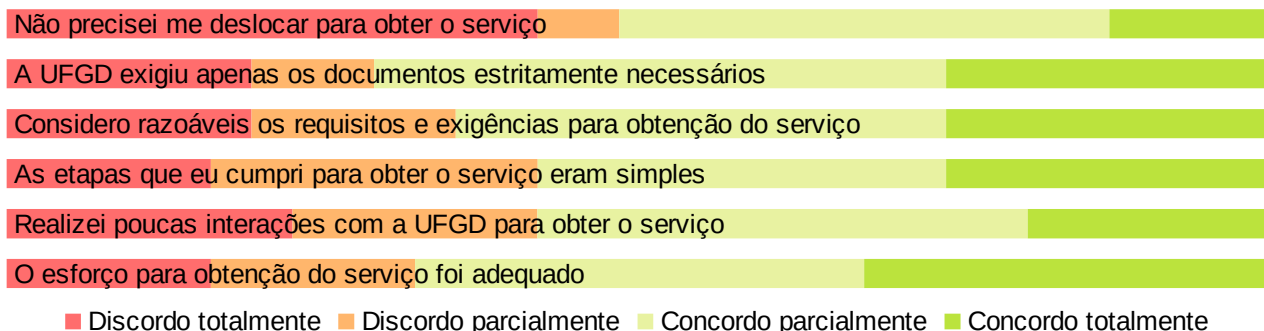 Não precisei me deslocar para obter o serviço
A UFGD exigiu apenas os documentos estritamente necessários
Considero razoáveis os requisitos e exigências para obtenção do serviço
As etapas que eu cumpri para obter o serviço eram simples
Realizei poucas interações com a UFGD para obter o serviço
O esforço para obtenção do serviço foi adequado
Discordo totalmente Discordo parcialmente Concordo parcialmente Concordo totalmente